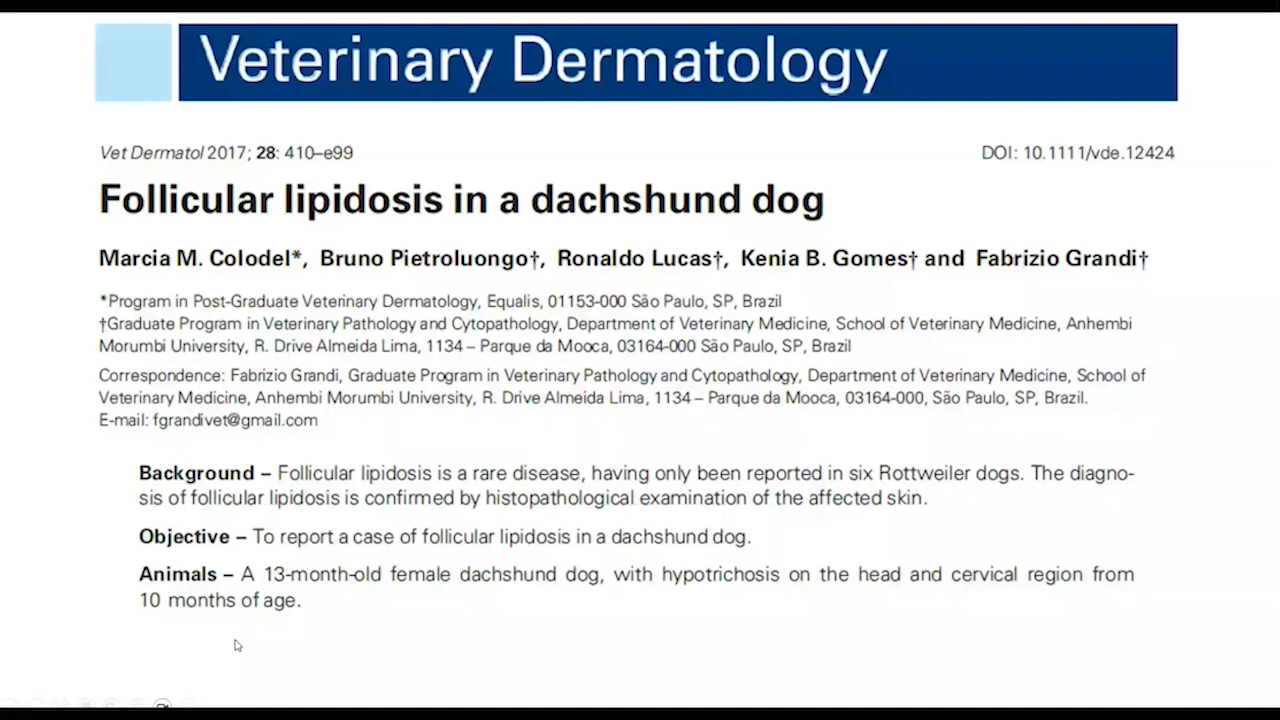 Veterinary Dermatology
Vet Dermatol 2017; 28: 410–e99
DOI: 10.1111/vde.12424
Follicular lipidosis in a dachshund dog
Marcia M. Colodel*, Bruno Pietroluongo†, Ronaldo Lucas†, Kenia B. Gomes† and Fabrizio Grandi†
*Program in Post-Graduate Veterinary Dermatology, Equalis, 01153-000 São Paulo, SP, Brazil
†Graduate Program in Veterinary Pathology and Cytopathology, Department of Veterinary Medicine, School of Veterinary Medicine, Anhembi
Morumbi University, R. Drive Almeida Lima, 1134 – Parque da Mooca, 03164-000 São Paulo, SP, Brazil
Correspondence: Fabrizio Grandi, Graduate Program in Veterinary Pathology and Cytopathology, Department of Veterinary Medicine, School of
Veterinary Medicine, Anhembi Morumbi University, R. Drive Almeida Lima, 1134 – Parque da Mooca, 03164-000, São Paulo, SP, Brazil.
E-mail: fgrandivet@gmail.com
Background – Follicular lipidosis is a rare disease, having only been reported in six Rottweiler dogs. The diagno-
sis of follicular lipidosis is confirmed by histopathological examination of the affected skin.
Objective – To report a case of follicular lipidosis in a dachshund dog.
Animals – A 13-month-old female dachshund dog, with hypotrichosis on the head and cervical region from
10 months of age.